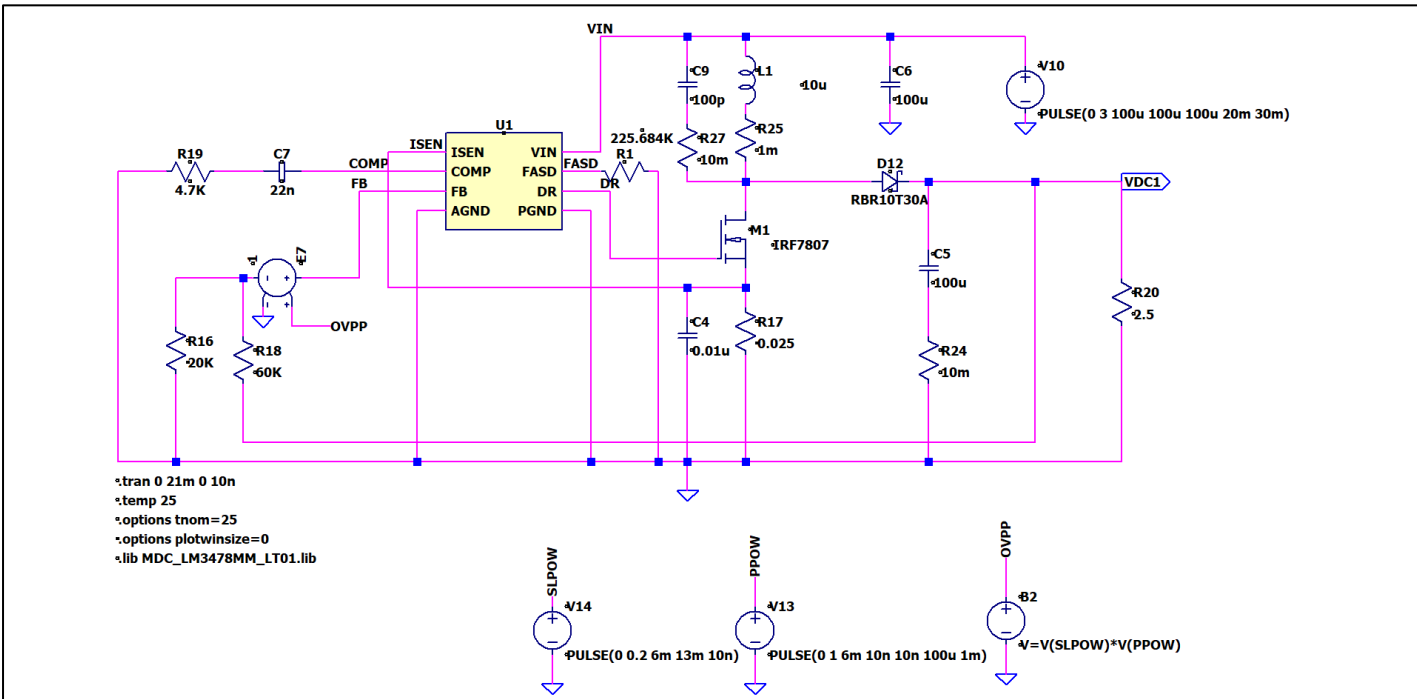 VIN
V10
PULSE(0 3 100u 100u 100u 20m 30m)
C9
100p
L1
10u
C6
100u
R27
10m
R25
1m
U1
ISEN
ISEN
COMP
FB
AGND
VIN
FASD
DR
PGND
225.684K
R1
FASD
DR
R19
4.7K
C7
22n
COMP
FB
D12
RBR10T30A
VDC1
M1
IRF7807
1
E7
OVPP
C5
100u
R20
2.5
R16
20K
R18
60K
C4
0.01u
R17
0.025
R24
10m
.tran 0 21m 0 10n
.temp 25
.options tnom=25
.options plotwinsize=0
.lib MDC_LM3478MM_LT01.lib
SLPOW
V14
PULSE(0 0.2 6m 13m 10n)
PPOW
V13
PULSE(0 1 6m 10n 10n 100u 1m)
OVPP
B2
V=V(SLPOW)*V(PPOW)